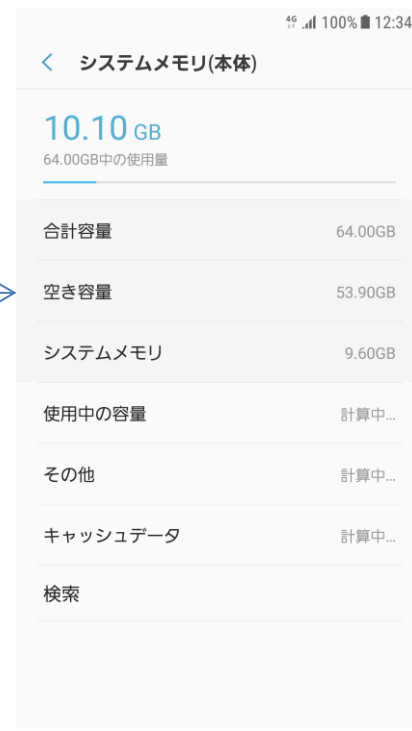 4G 100% 12:34
システムメモリ(本体)
10.10 GB
64.00GB中の使用量
合計容量 64.00GB
空き容量 53.90GB
システムメモリ 9.60GB
使用中の容量 計算中...
その他 計算中...
キャッシュデータ 計算中...
検索